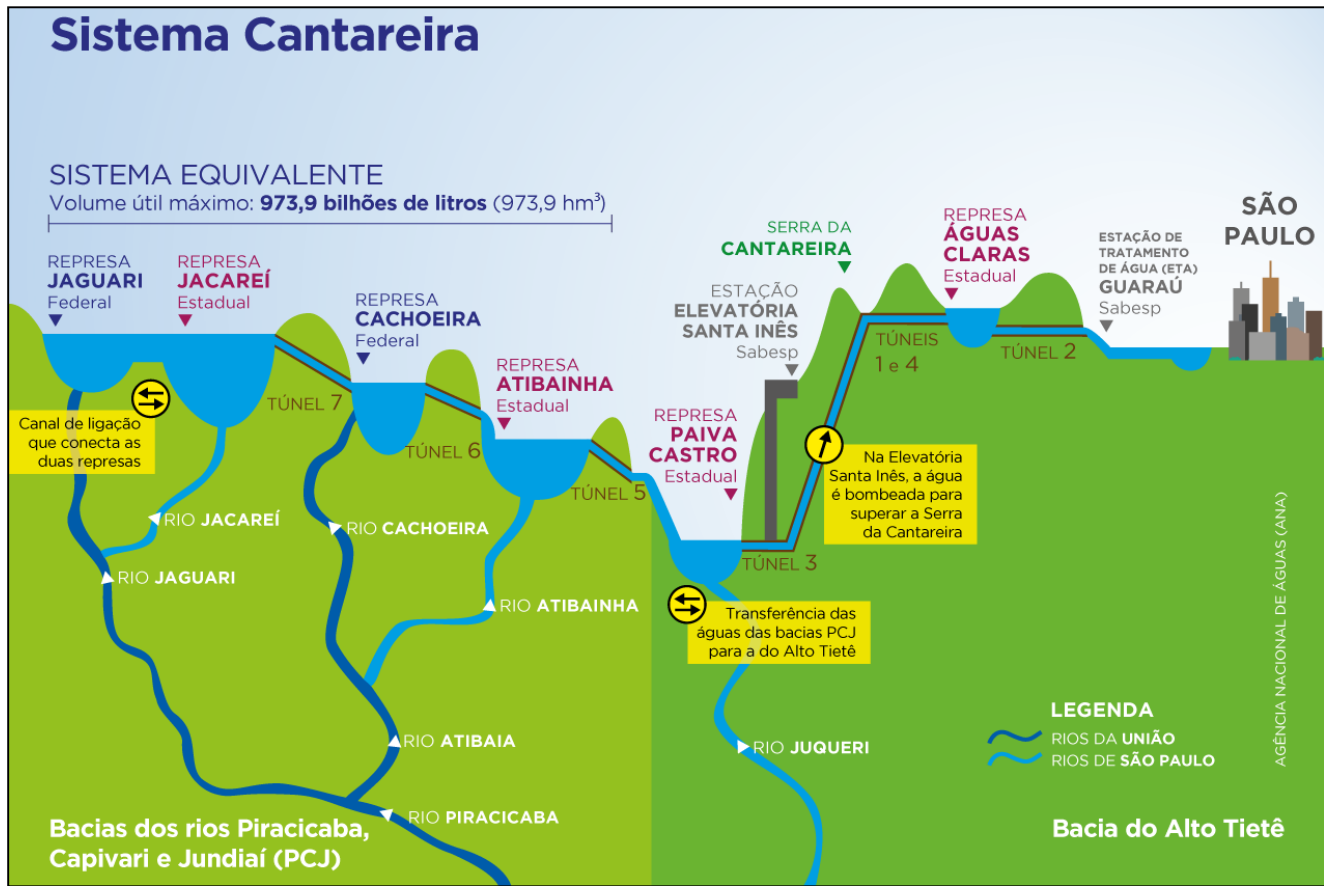 Sistema Cantareira
SISTEMA EQUIVALENTE
Volume útil máximo: 973,9 bilhões de litros (973,9 hm³)
REPRESA
JAGUARI
Federal
REPRESA
JACAREÍ
Estadual
REPRESA
CACHOEIRA
Federal
REPRESA
ATIBAINHA
Estadual
REPRESA
PAIVA
CASTRO
Estadual
ESTAÇÃO
ELEVATÓRIA
SANTA INÊS
Sabesp
SERRA DA
CANTAREIRA
REPRESA
ÁGUAS
CLARAS
Estadual
ESTAÇÃO DE
TRATAMENTO
DE ÁGUA (ETA)
GUARAÚ
Sabesp
SÃO
PAULO
Canal de ligação
que conecta as
duas represas
TÚNEL 7
TÚNEL 6
TÚNEL 5
TÚNEL 3
TÚNEIS
1 e 4
TÚNEL 2
Na Elevatória
Santa Inês, a água
é bombeada para
superar a Serra
da Cantareira
Transferência das
águas das bacias PCJ
para a do Alto Tietê
RIO JACAREÍ
RIO JAGUARI
RIO CACHOEIRA
RIO ATIBAINHA
RIO ATIBAIA
RIO PIRACICABA
RIO JUQUERI
LEGENDA
RIOS DA UNIÃO
RIOS DE SÃO PAULO
AGÊNCIA NACIONAL DE ÁGUAS (ANA)
Bacias dos rios Piracicaba,
Capivari e Jundiaí (PCJ)
Bacia do Alto Tietê